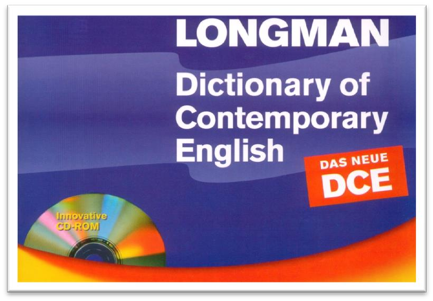 LONGMAN
Dictionary of
Contemporary
English
DAS NEUE
DCE
Innovative
CD-ROM